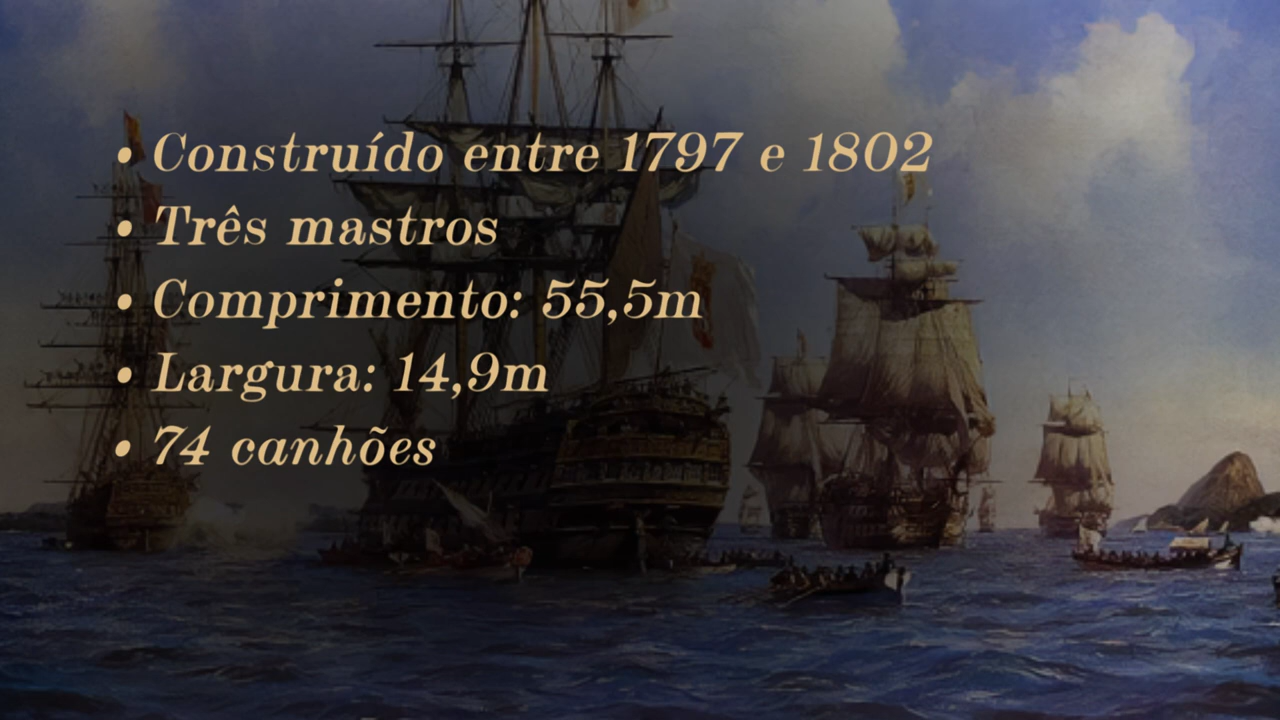 • Construído entre 1797 e 1802
• Três mastros
• Comprimento: 55,5m
• Largura: 14,9m
• 74 canhões